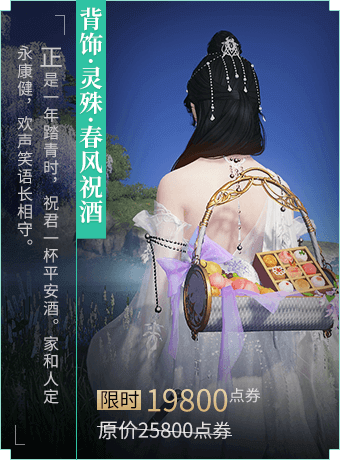 背饰·灵殊·春风祝酒
正是一年踏青时，祝君一杯平安酒。家和人定
永康健，欢声笑语长相守。
限时 19800点券
原价25800点券